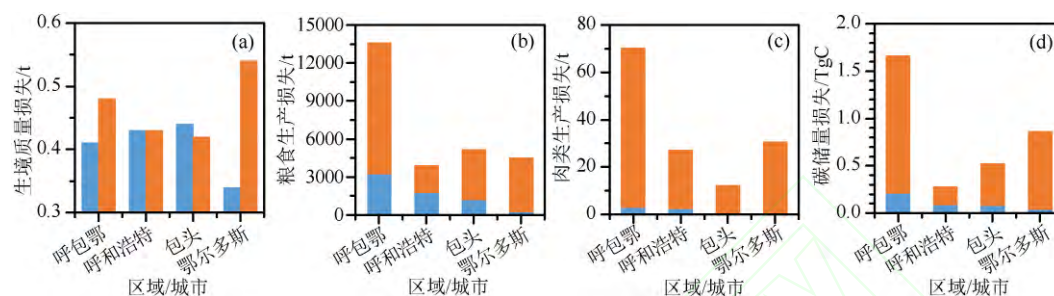 (a)
生境质量损失/t
0.6
0.5
0.4
0.3
呼包鄂
呼和浩特
包头
鄂尔多斯
区域/城市
(b)
粮食生产损失/t
15000
12000
9000
6000
3000
0
呼包鄂
呼和浩特
包头
鄂尔多斯
区域/城市
(c)
肉类生产损失/t
80
60
40
20
0
呼包鄂
呼和浩特
包头
鄂尔多斯
区域/城市
(d)
碳储量损失/TgC
2.0
1.5
1.0
0.5
0.0
呼包鄂
呼和浩特
包头
鄂尔多斯
区域/城市